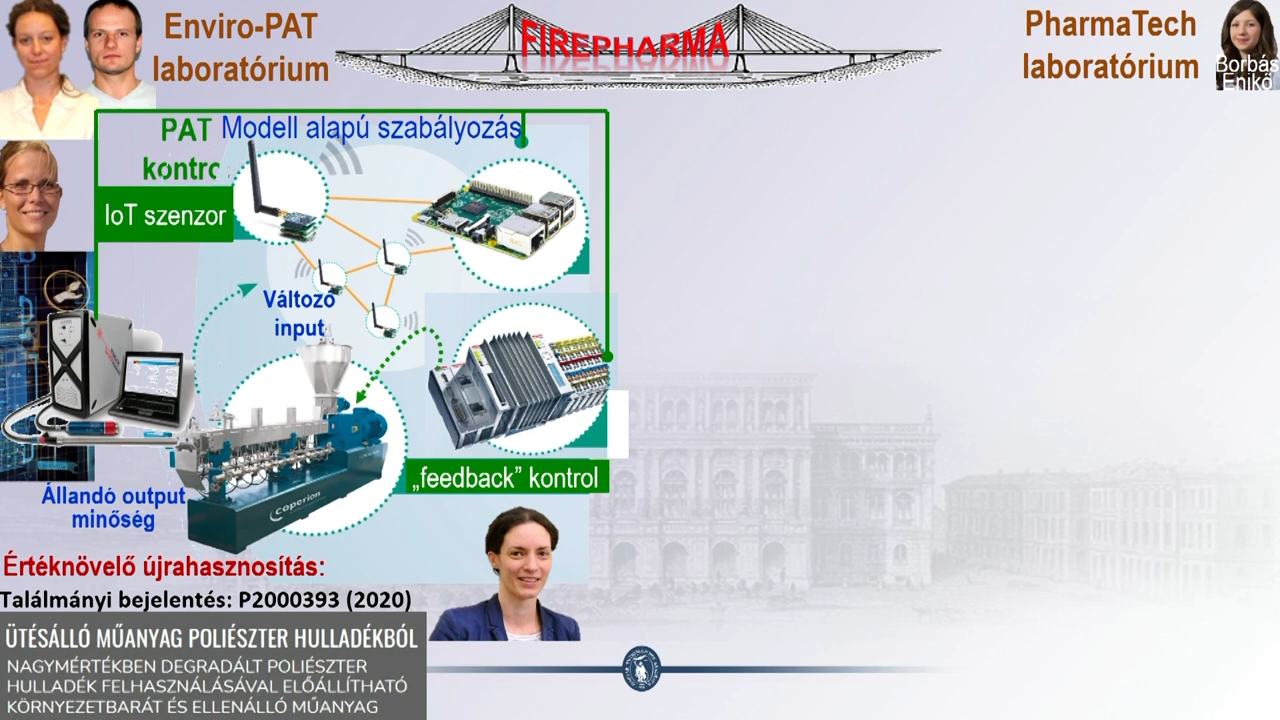 Enviro-PAT
laboratórium
FIREPHARMA
PharmaTech
laboratórium
Borbás
Enikő
PAT
Modell alapú szabályozás
IoT szenzor
Változó
input
coperion
„feedback” kontrol
Állandó output
minőség
Értéknövelő újrahasznosítás:
Találmányi bejelentés: P2000393 (2020)
ÜTÉSÁLLÓ MŰANYAG POLIÉSZTER HULLADÉKBÓL
NAGYMÉRTÉKBEN DEGRADÁLT POLIÉSZTER
HULLADÉK FELHASZNÁLÁSÁVAL ELŐÁLLÍTHATÓ
KÖRNYEZETBARÁT ÉS ELLENÁLLÓ MŰANYAG